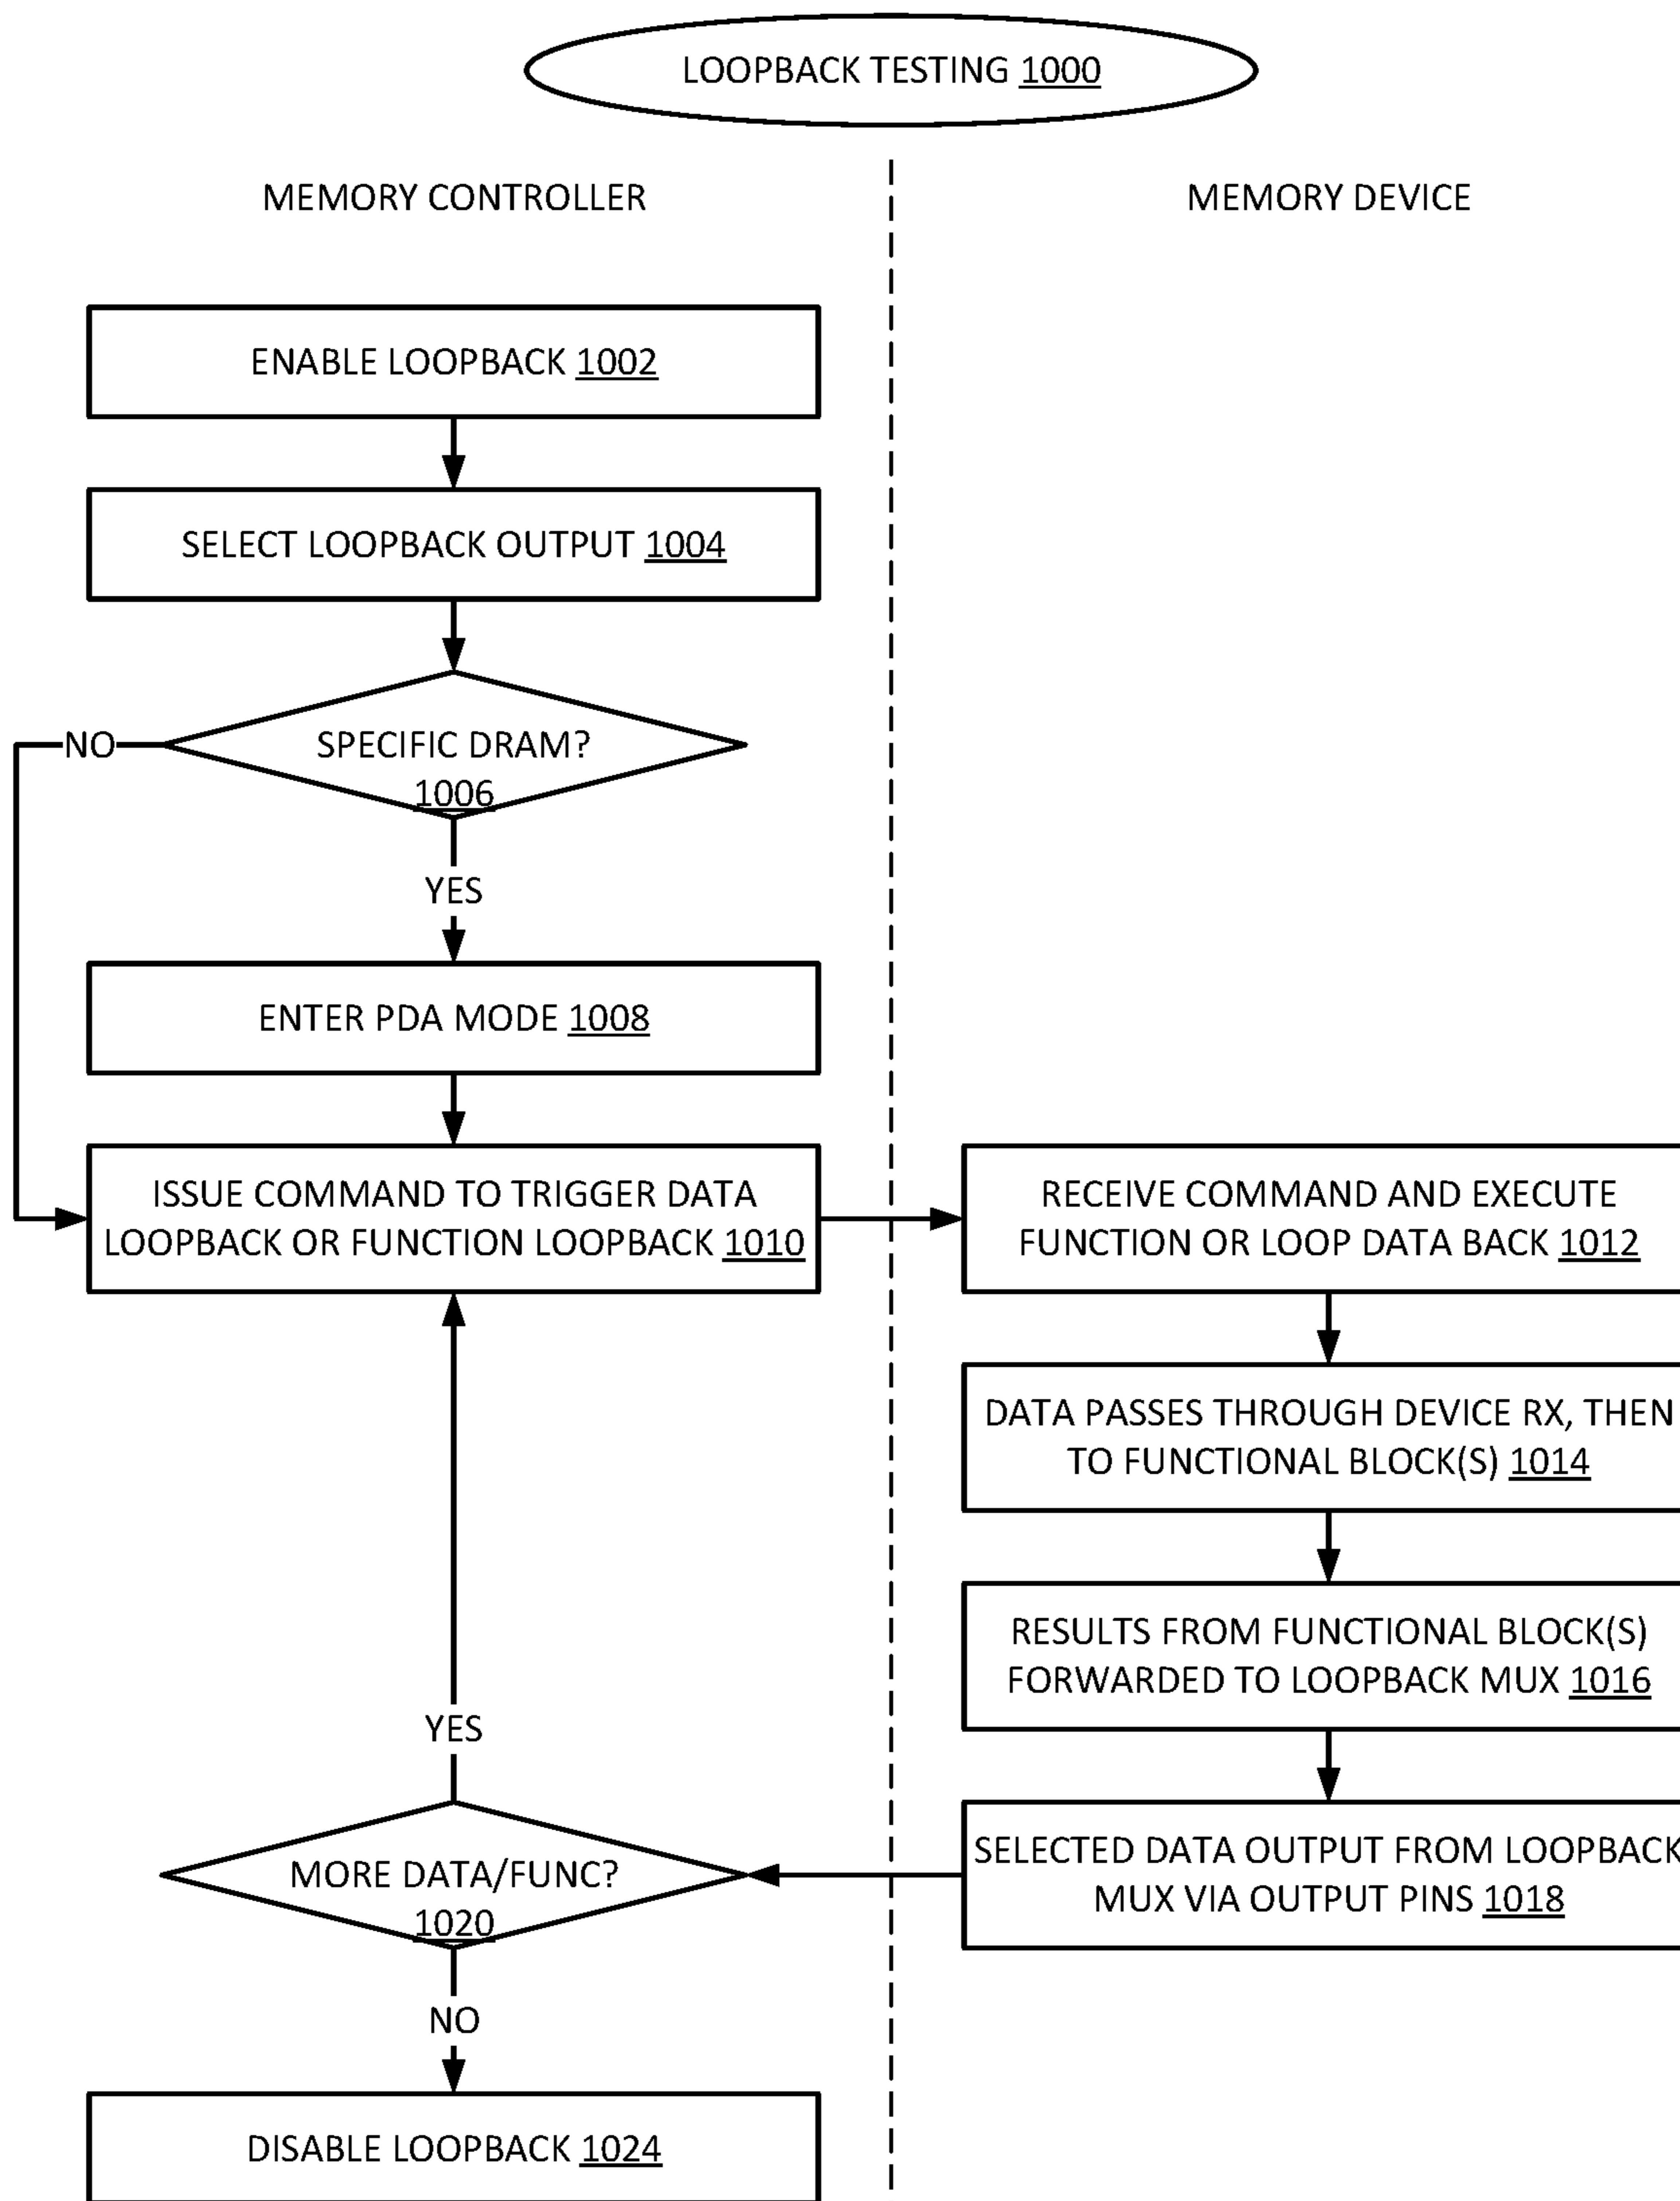 LOOPBACK TESTING 1000
MEMORY CONTROLLER
MEMORY DEVICE
ENABLE LOOPBACK 1002
SELECT LOOPBACK OUTPUT 1004
SPECIFIC DRAM?
1006
NO
YES
ENTER PDA MODE 1008
ISSUE COMMAND TO TRIGGER DATA
LOOPBACK OR FUNCTION LOOPBACK 1010
RECEIVE COMMAND AND EXECUTE
FUNCTION OR LOOP DATA BACK 1012
DATA PASSES THROUGH DEVICE RX, THEN
TO FUNCTIONAL BLOCK(S) 1014
RESULTS FROM FUNCTIONAL BLOCK(S)
FORWARDED TO LOOPBACK MUX 1016
SELECTED DATA OUTPUT FROM LOOPBACK
MUX VIA OUTPUT PINS 1018
YES
MORE DATA/FUNC?
1020
NO
DISABLE LOOPBACK 1024